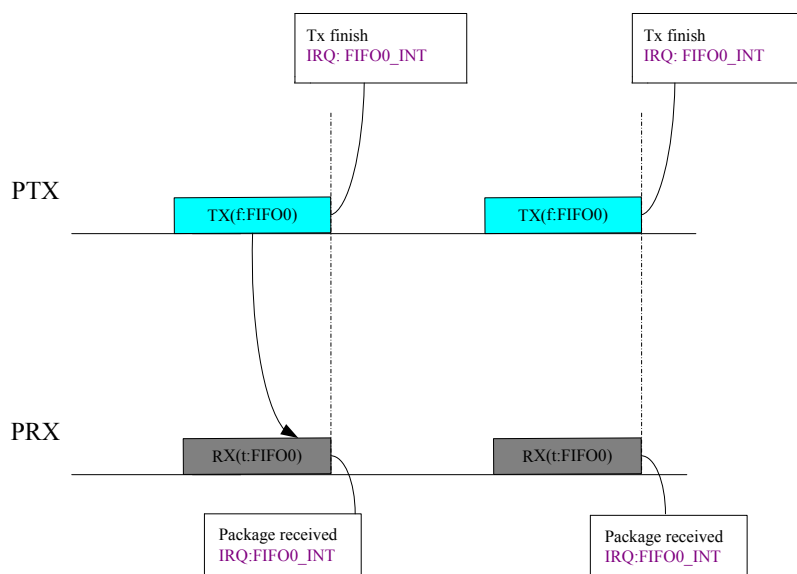 Tx finish
IRQ: FIFO0_INT
Tx finish
IRQ: FIFO0_INT
PTX
TX(f:FIFO0)
TX(f:FIFO0)
PRX
RX(t:FIFO0)
RX(t:FIFO0)
Package received
IRQ:FIFO0_INT
Package received
IRQ:FIFO0_INT